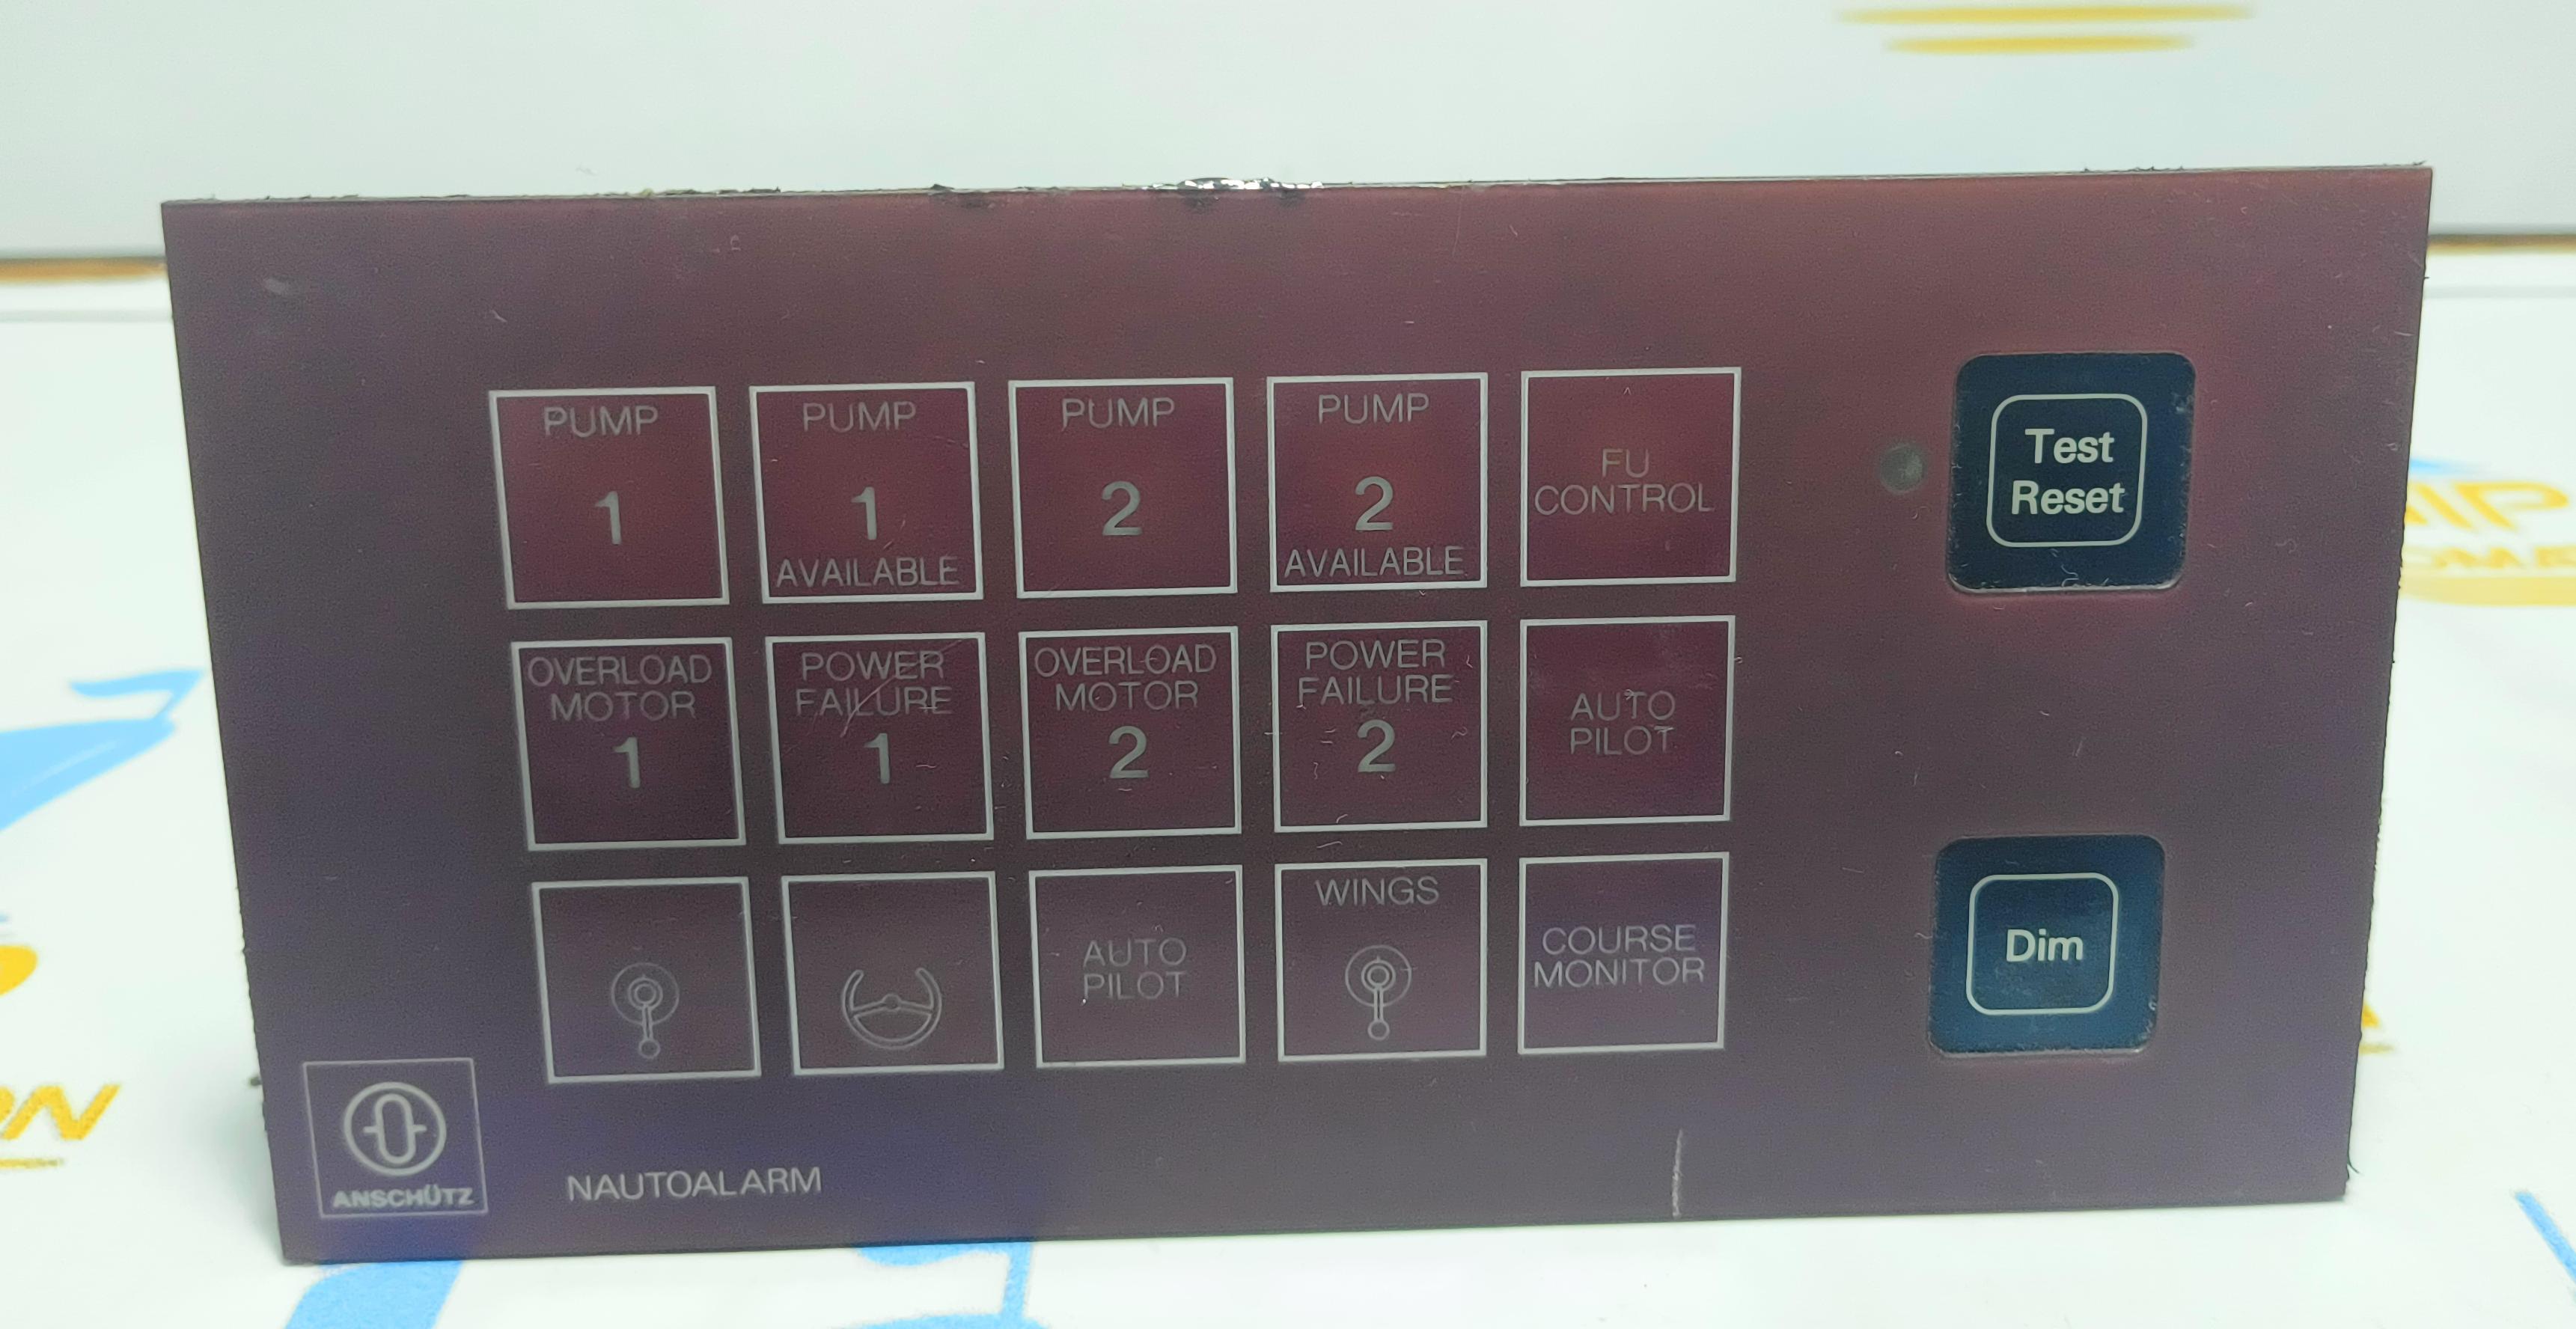 PUMP
1
PUMP
1
AVAILABLE
PUMP
2
PUMP
2
AVAILABLE
FU
CONTROL
Test
Reset
OVERLOAD
MOTOR
1
POWER
FAILURE
1
OVERLOAD
MOTOR
2
POWER
FAILURE
2
AUTO
PILOT
AUTO
PILOT
WINGS
COURSE
MONITOR
Dim
ANSCHÜTZ
NAUTOALARM